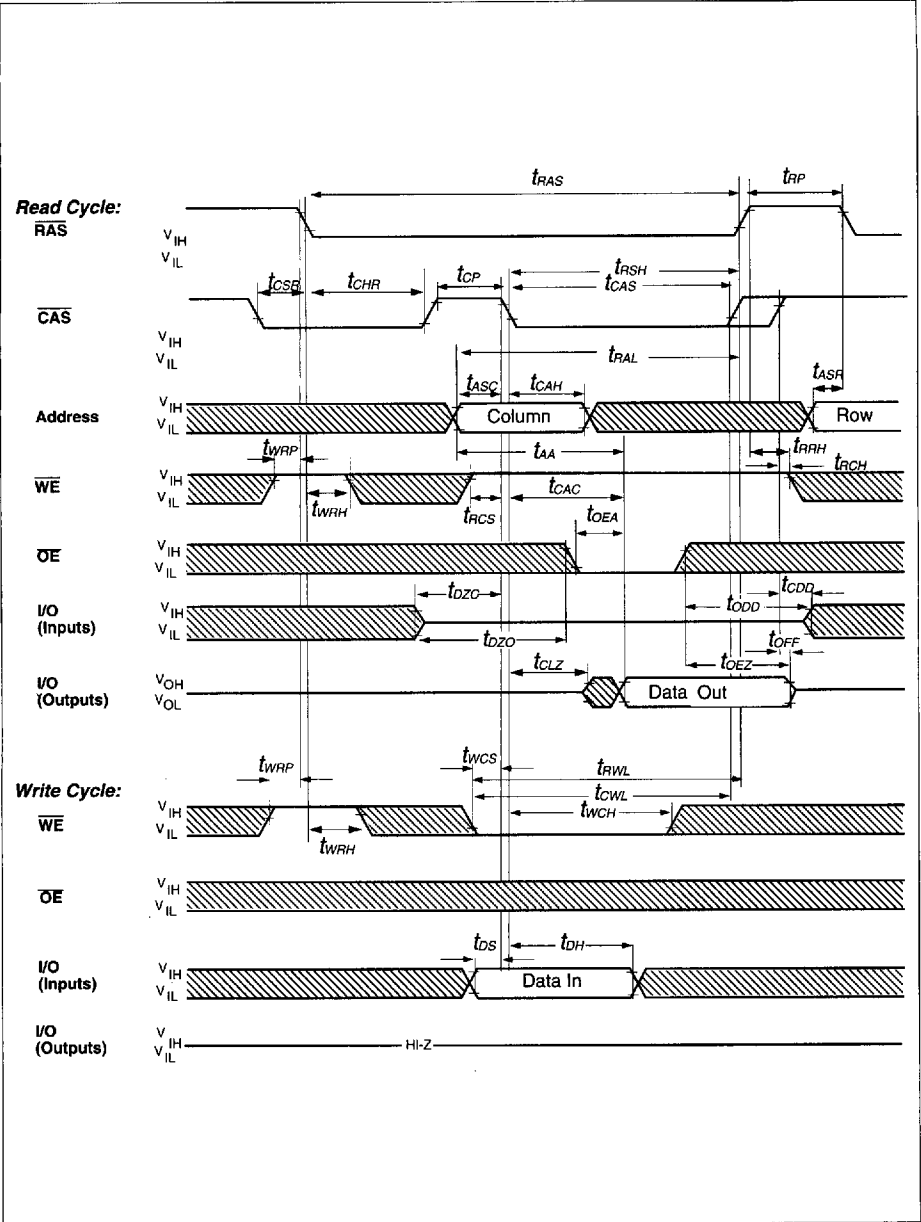 tRAS
tRP
Read Cycle:
RAS
VIH
VIL
tCSR
tCHR
tCP
tRSH
tCAS
CAS
VIH
VIL
tRAL
tASC
tCAH
tASR
Address
VIH
VIL
Column
Row
tWRP
tAA
tRRH
tRCH
WE
VIH
VIL
tWRH
tRCS
tCAC
tOEA
OE
VIH
VIL
tDZC
tCDD
tODD
I/O
(Inputs)
VIH
VIL
tDZO
tOFF
tCLZ
tOEZ
I/O
(Outputs)
VOH
VOL
Data Out
tWRP
tWCS
tRWL
Write Cycle:
tCWL
WE
VIH
VIL
tWCH
tWRH
OE
VIH
VIL
tDS
tDH
I/O
(Inputs)
VIH
VIL
Data In
I/O
(Outputs)
VIH
VIL
HI-Z